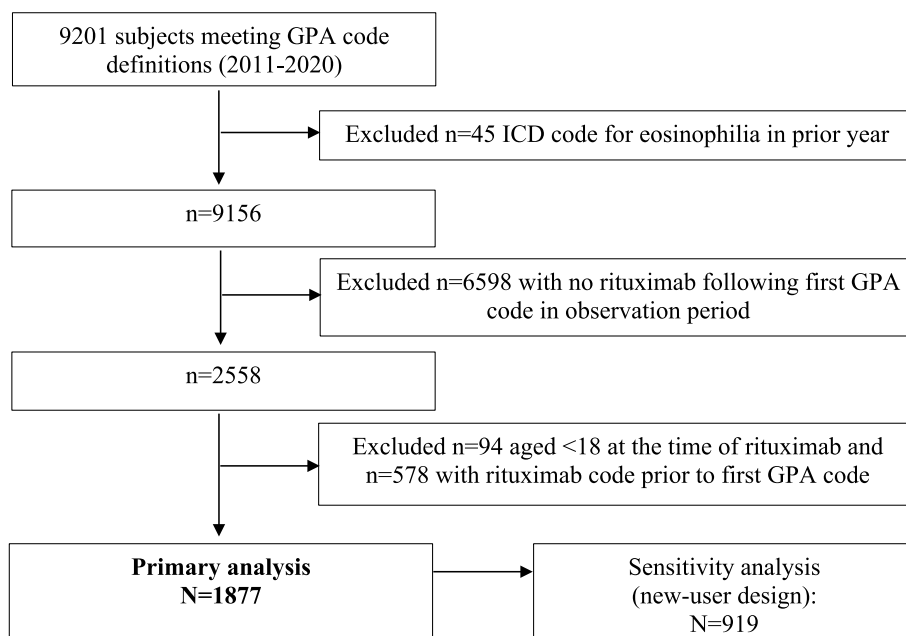 9201 subjects meeting GPA code
definitions (2011-2020)
Excluded n=45 ICD code for eosinophilia in prior year
n=9156
Excluded n=6598 with no rituximab following first GPA
code in observation period
n=2558
Excluded n=94 aged <18 at the time of rituximab and
n=578 with rituximab code prior to first GPA code
Primary analysis
N=1877
Sensitivity analysis
(new-user design):
N=919